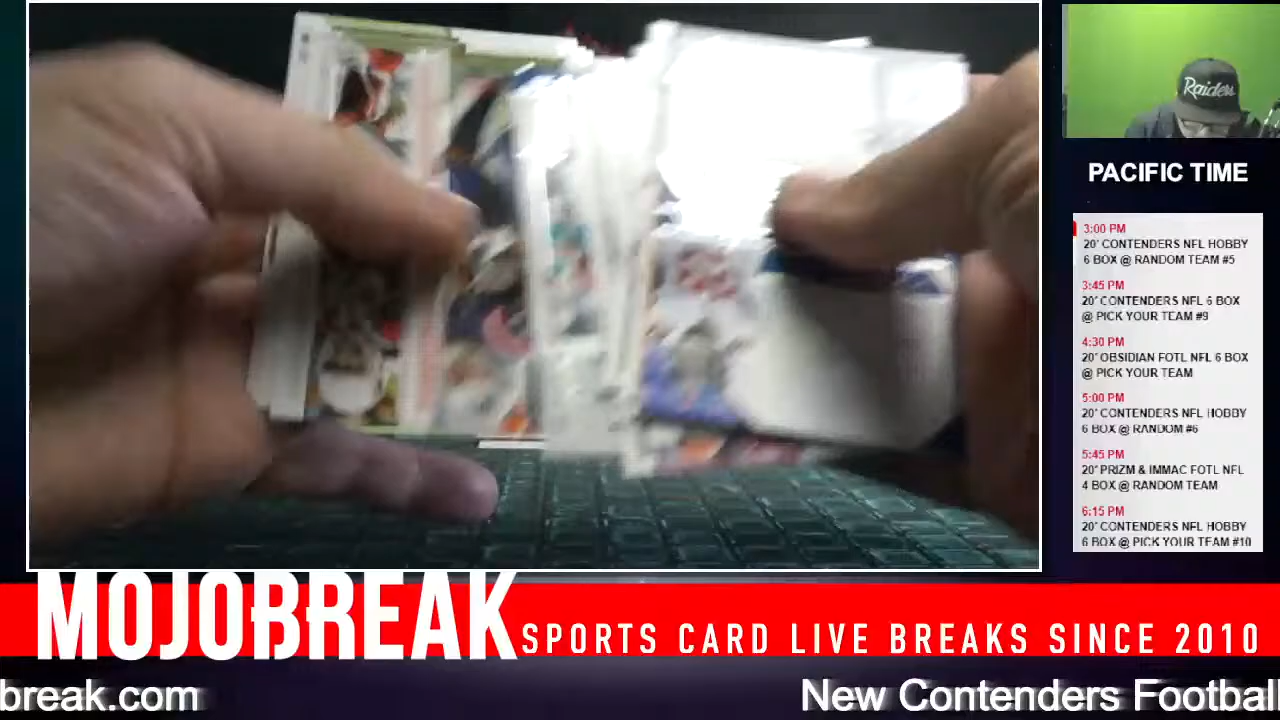 Raiders
PACIFIC TIME
3:00 PM
20' CONTENDERS NFL HOBBY
6 BOX @ RANDOM TEAM #5
3:45 PM
20' CONTENDERS NFL 6 BOX
@ PICK YOUR TEAM #9
4:30 PM
20' OBSIDIAN FOTL NFL 6 BOX
@ PICK YOUR TEAM
5:00 PM
20' CONTENDERS NFL HOBBY
6 BOX @ RANDOM #6
5:45 PM
20' PRIZM & IMMAC FOTL NFL
4 BOX @ RANDOM TEAM
6:15 PM
20' CONTENDERS NFL HOBBY
6 BOX @ PICK YOUR TEAM #10
MOJOBREAK
SPORTS CARD LIVE BREAKS SINCE 2010
break.com
New Contenders Footbal